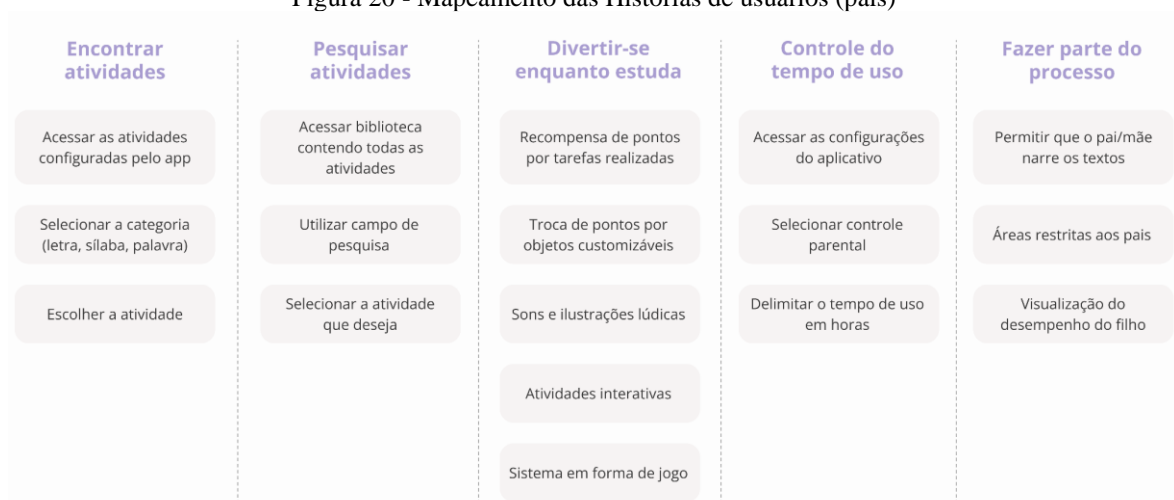 Figura 20 - Mapeamento das Histórias de usuários (pais)
Encontrar
atividades
Acessar as atividades
configuradas pelo app
Selecionar a categoria
(letra, sílaba, palavra)
Escolher a atividade
Pesquisar
atividades
Acessar biblioteca
contendo todas as
atividades
Utilizar campo de
pesquisa
Selecionar a atividade
que deseja
Divertir-se
enquanto estuda
Recompensa de pontos
por tarefas realizadas
Troca de pontos por
objetos customizáveis
Sons e ilustrações lúdicas
Atividades interativas
Sistema em forma de jogo
Controle do
tempo de uso
Acessar as configurações
do aplicativo
Selecionar controle
parental
Delimitar o tempo de uso
em horas
Fazer parte do
processo
Permitir que o pai/mãe
narre os textos
Áreas restritas aos pais
Visualização do
desempenho do filho